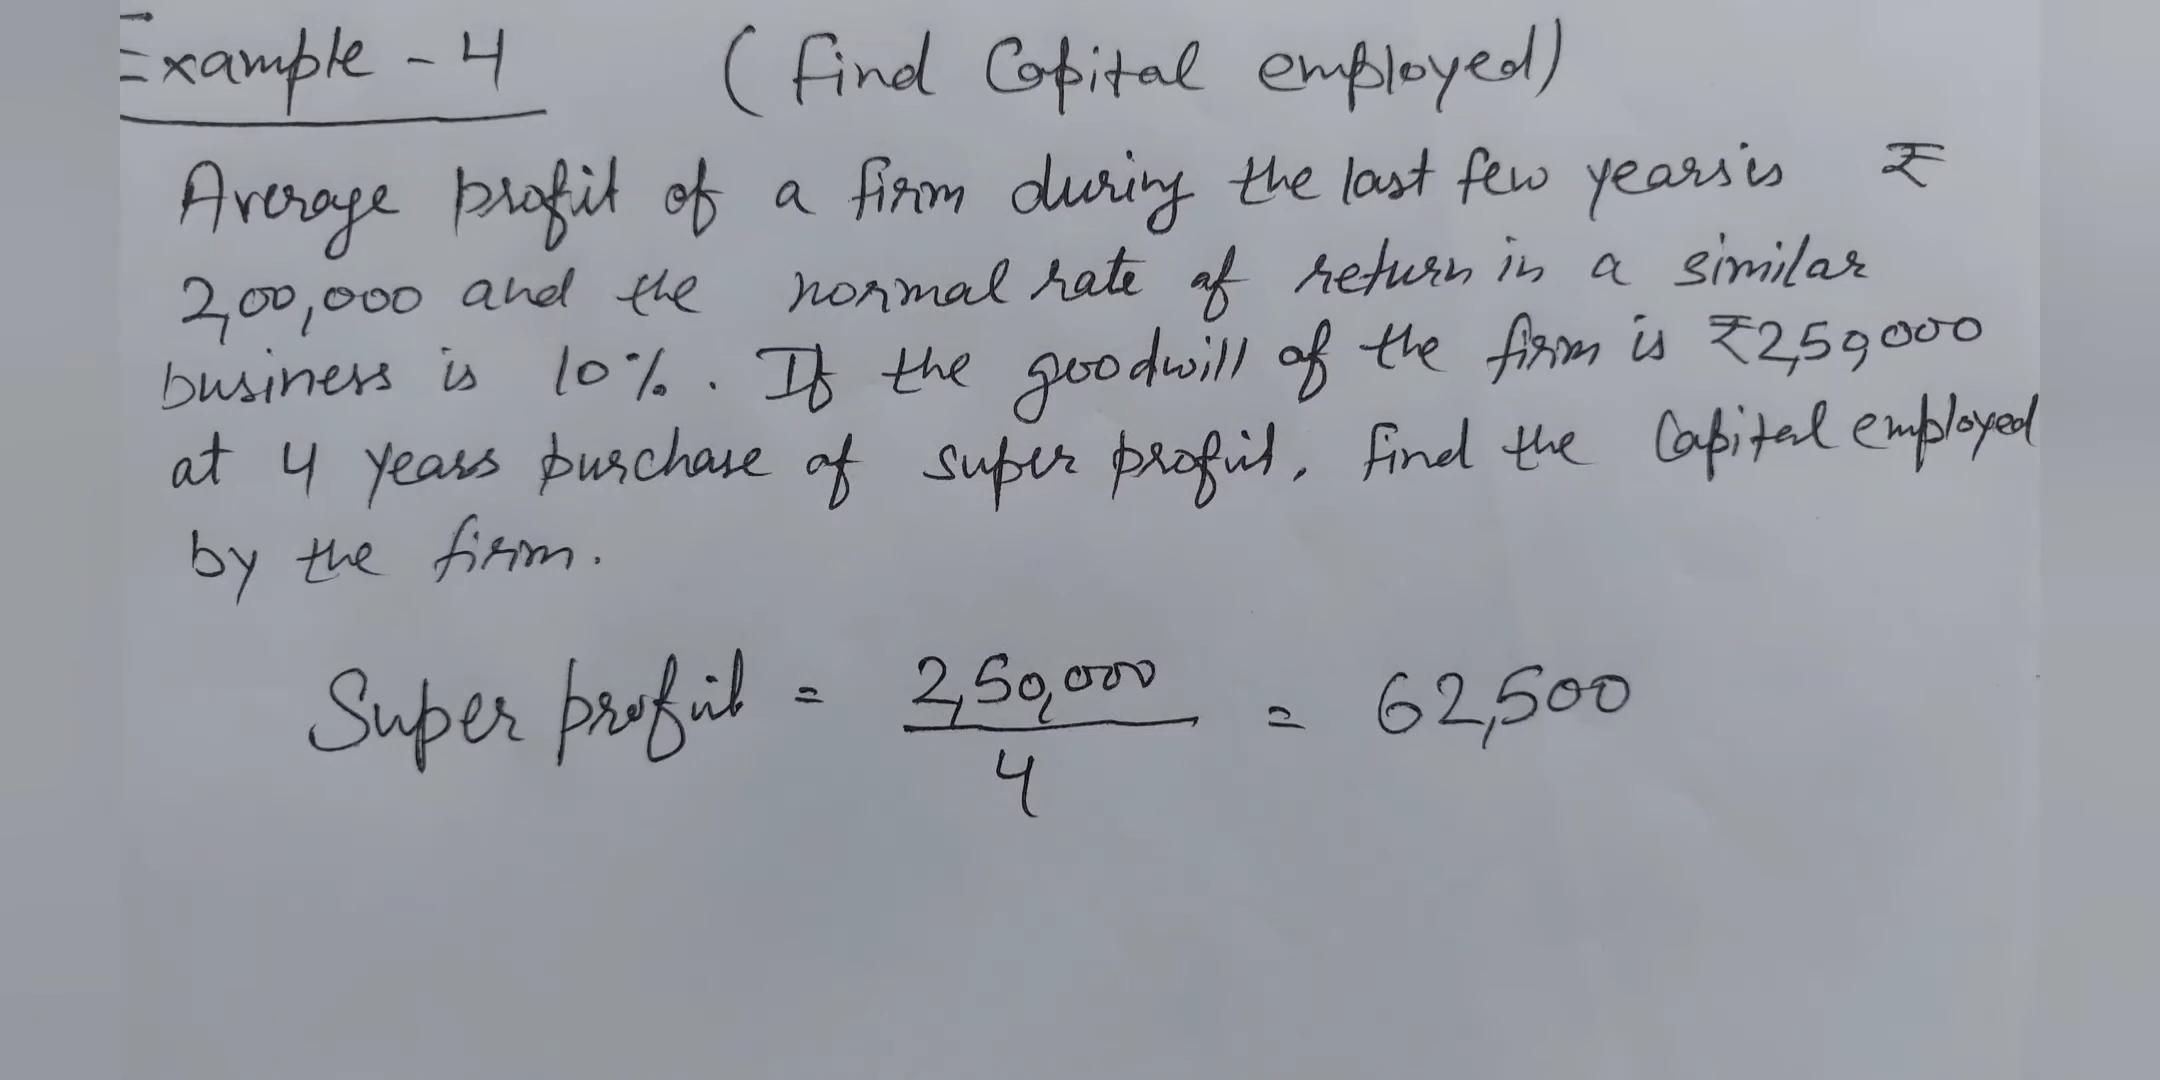 Example - 4 (Find Capital employed)
Average profit of a firm during the last few years is ₹
2,00,000 and the normal rate of return in a similar
business is 10%. If the goodwill of the firm is ₹2,50,000
at 4 years purchase of super profit, find the Capital employed
by the firm.
Super profit = 2,50,000 / 4 = 62,500